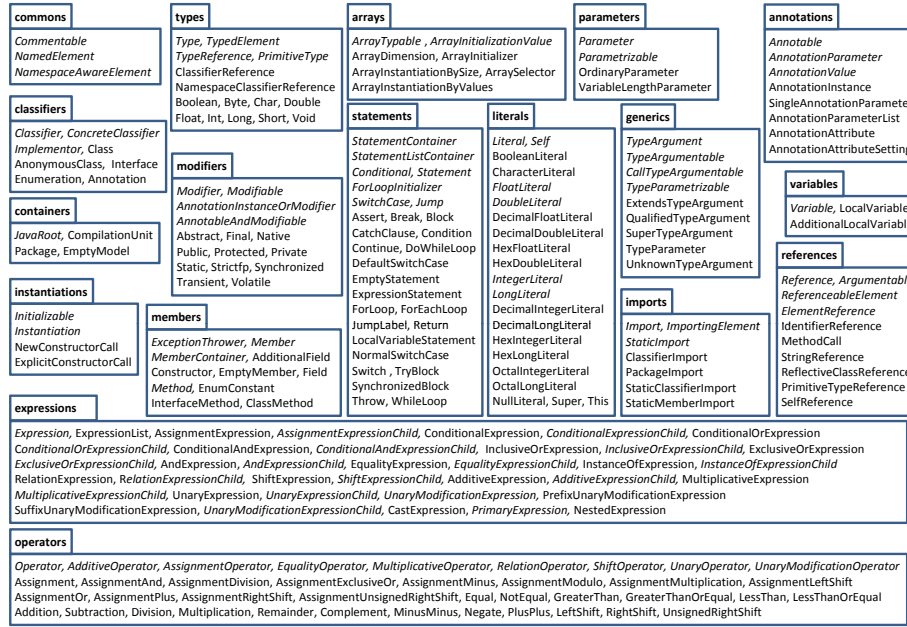 commons
Commentable
NamedElement
NamespaceAwareElement
types
Type, TypedElement
TypeReference, PrimitiveType
ClassifierReference
NamespaceClassifierReference
Boolean, Byte, Char, Double
Float, Int, Long, Short, Void
arrays
ArrayTypable , ArrayInitializationValue
ArrayDimension, ArrayInitializer
ArrayInstantiationBySize, ArraySelector
ArrayInstantiationByValues
parameters
Parameter
Parametrizable
OrdinaryParameter
VariableLengthParameter
annotations
Annotable
AnnotationParameter
AnnotationValue
AnnotationInstance
SingleAnnotationParamete
AnnotationParameterList
AnnotationAttribute
AnnotationAttributeSetting
classifiers
Classifier, ConcreteClassifier
Implementor, Class
AnonymousClass, Interface
Enumeration, Annotation
modifiers
Modifier, Modifiable
AnnotationInstanceOrModifier
AnnotableAndModifiable
Abstract, Final, Native
Public, Protected, Private
Static, Strictfp, Synchronized
Transient, Volatile
statements
StatementContainer
StatementListContainer
Conditional, Statement
ForLoopInitializer
SwitchCase, Jump
Assert, Break, Block
CatchClause, Condition
Continue, DoWhileLoop
DefaultSwitchCase
EmptyStatement
ExpressionStatement
ForLoop, ForEachLoop
JumpLabel, Return
LocalVariableStatement
NormalSwitchCase
Switch , TryBlock
SynchronizedBlock
Throw, WhileLoop
literals
Literal, Self
BooleanLiteral
CharacterLiteral
FloatLiteral
DoubleLiteral
DecimalFloatLiteral
DecimalDoubleLiteral
HexFloatLiteral
HexDoubleLiteral
IntegerLiteral
LongLiteral
DecimalIntegerLiteral
DecimalLongLiteral
HexIntegerLiteral
HexLongLiteral
OctalIntegerLiteral
OctalLongLiteral
NullLiteral, Super, This
generics
TypeArgument
TypeArgumentable
CallTypeArgumentable
TypeParametrizable
ExtendsTypeArgument
QualifiedTypeArgument
SuperTypeArgument
TypeParameter
UnknownTypeArgument
variables
Variable, LocalVariable
AdditionalLocalVariabl
containers
JavaRoot, CompilationUnit
Package, EmptyModel
instantiations
Initializable
Instantiation
NewConstructorCall
ExplicitConstructorCall
members
ExceptionThrower, Member
MemberContainer, AdditionalField
Constructor, EmptyMember, Field
Method, EnumConstant
InterfaceMethod, ClassMethod
imports
Import, ImportingElement
StaticImport
ClassifierImport
PackageImport
StaticClassifierImport
StaticMemberImport
references
Reference, Argumentabl
ReferenceableElement
ElementReference
IdentifierReference
MethodCall
StringReference
ReflectiveClassReferenc
PrimitiveTypeReference
SelfReference
expressions
Expression, ExpressionList, AssignmentExpression, AssignmentExpressionChild, ConditionalExpression, ConditionalExpressionChild, ConditionalOrExpression
ConditionalOrExpressionChild, ConditionalAndExpression, ConditionalAndExpressionChild, InclusiveOrExpression, InclusiveOrExpressionChild, ExclusiveOrExpression
ExclusiveOrExpressionChild, AndExpression, AndExpressionChild, EqualityExpression, EqualityExpressionChild, InstanceOfExpression, InstanceOfExpressionChild
RelationExpression, RelationExpressionChild, ShiftExpression, ShiftExpressionChild, AdditiveExpression, AdditiveExpressionChild, MultiplicativeExpression
MultiplicativeExpressionChild, UnaryExpression, UnaryExpressionChild, UnaryModificationExpression, PrefixUnaryModificationExpression
SuffixUnaryModificationExpression, UnaryModificationExpressionChild, CastExpression, PrimaryExpression, NestedExpression
operators
Operator, AdditiveOperator, AssignmentOperator, EqualityOperator, MultiplicativeOperator, RelationOperator, ShiftOperator, UnaryOperator, UnaryModificationOperator
Assignment, AssignmentAnd, AssignmentDivision, AssignmentExclusiveOr, AssignmentMinus, AssignmentModulo, AssignmentMultiplication, AssignmentLeftShift
AssignmentOr, AssignmentPlus, AssignmentRightShift, AssignmentUnsignedRightShift, Equal, NotEqual, GreaterThan, GreaterThanOrEqual, LessThan, LessThanOrEqual
Addition, Subtraction, Division, Multiplication, Remainder, Complement, MinusMinus, Negate, PlusPlus, LeftShift, RightShift, UnsignedRightShift